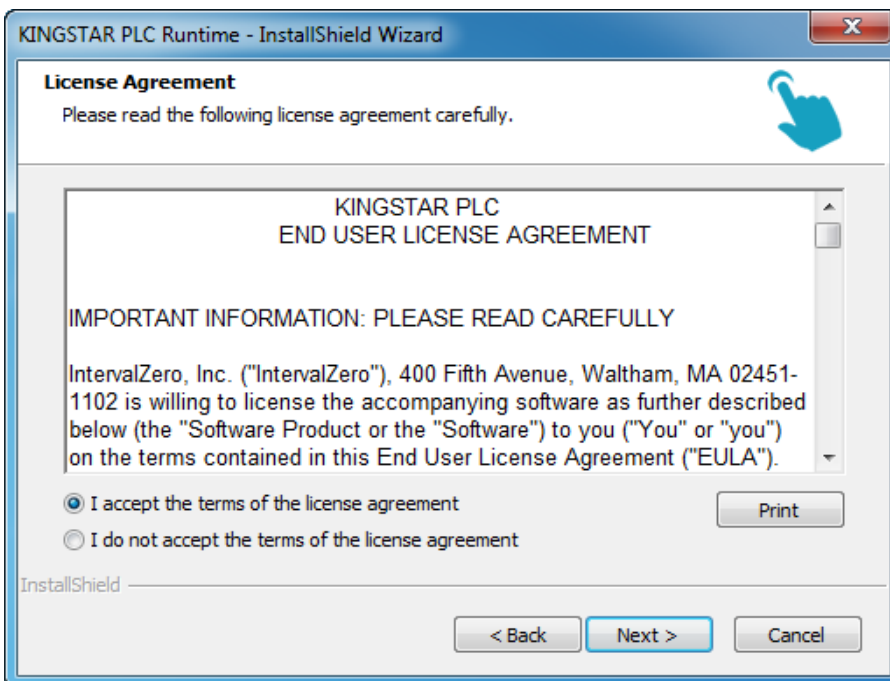 KINGSTAR PLC Runtime - InstallShield Wizard
License Agreement
Please read the following license agreement carefully.
KINGSTAR PLC
END USER LICENSE AGREEMENT
IMPORTANT INFORMATION: PLEASE READ CAREFULLY
IntervalZero, Inc. ("IntervalZero"), 400 Fifth Avenue, Waltham, MA 02451-
1102 is willing to license the accompanying software as further described
below (the "Software Product or the "Software") to you ("You" or "you")
on the terms contained in this End User License Agreement ("EULA").
I accept the terms of the license agreement
Print
I do not accept the terms of the license agreement
InstallShield
< Back Next > Cancel